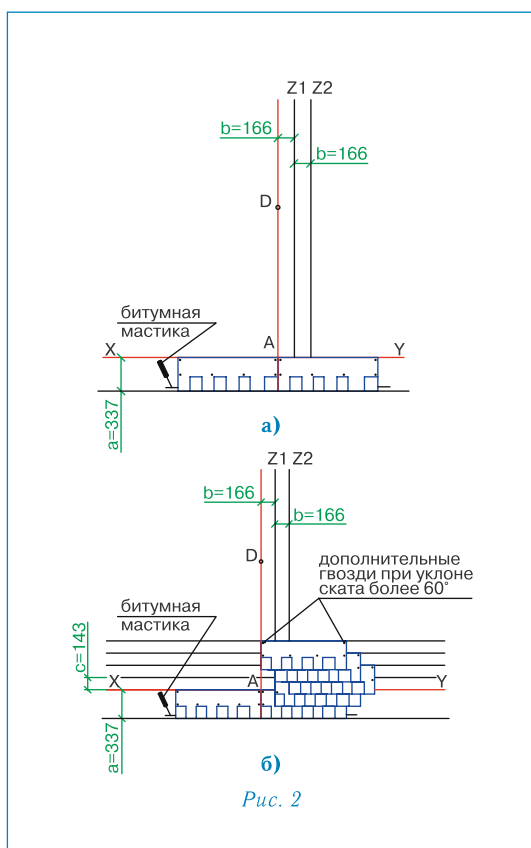 Z1 Z2
b=166
b=166
D
битумная
мастика
A
X
Y
a=337
а)
Z1 Z2
b=166
b=166
D
дополнительные
гвозди при уклоне
ската более 60°
битумная
мастика
c=143
X
A
Y
a=337
б)
Рис. 2